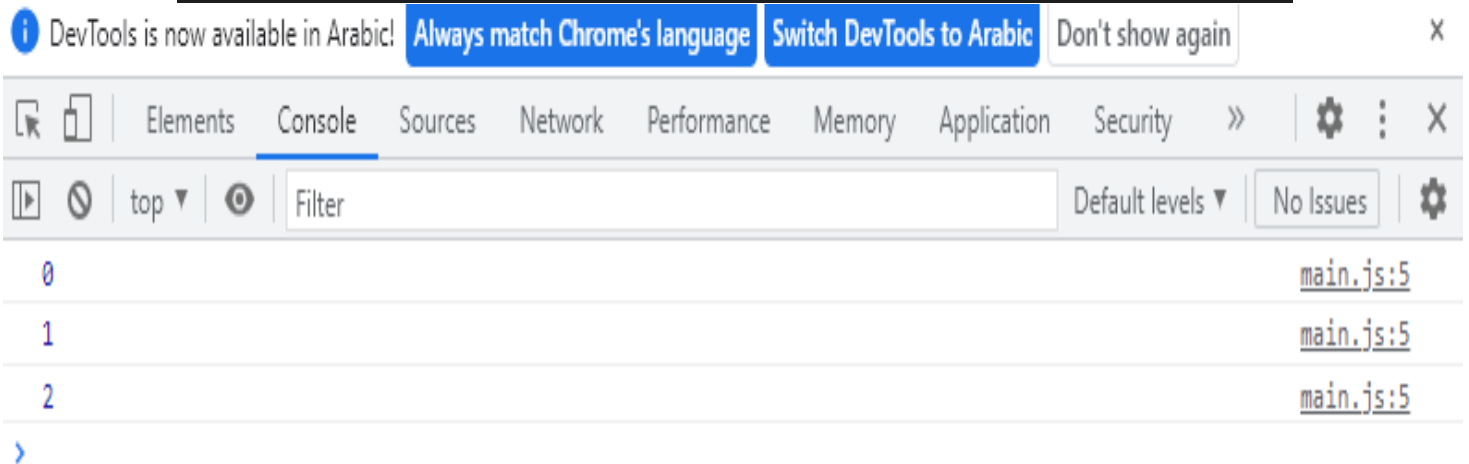 DevTools is now available in Arabic! Always match Chrome's language Switch DevTools to Arabic Don't show again ×
Elements Console Sources Network Performance Memory Application Security »
top ▼ Filter Default levels ▼ No Issues
0 main.js:5
1 main.js:5
2 main.js:5